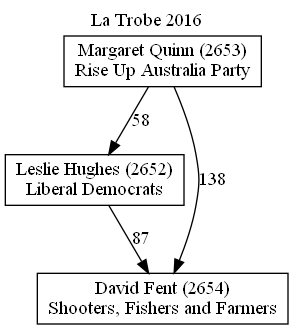 La Trobe 2016
Margaret Quinn (2653)
Rise Up Australia Party
58
Leslie Hughes (2652)
Liberal Democrats
138
87
David Fent (2654)
Shooters, Fishers and Farmers